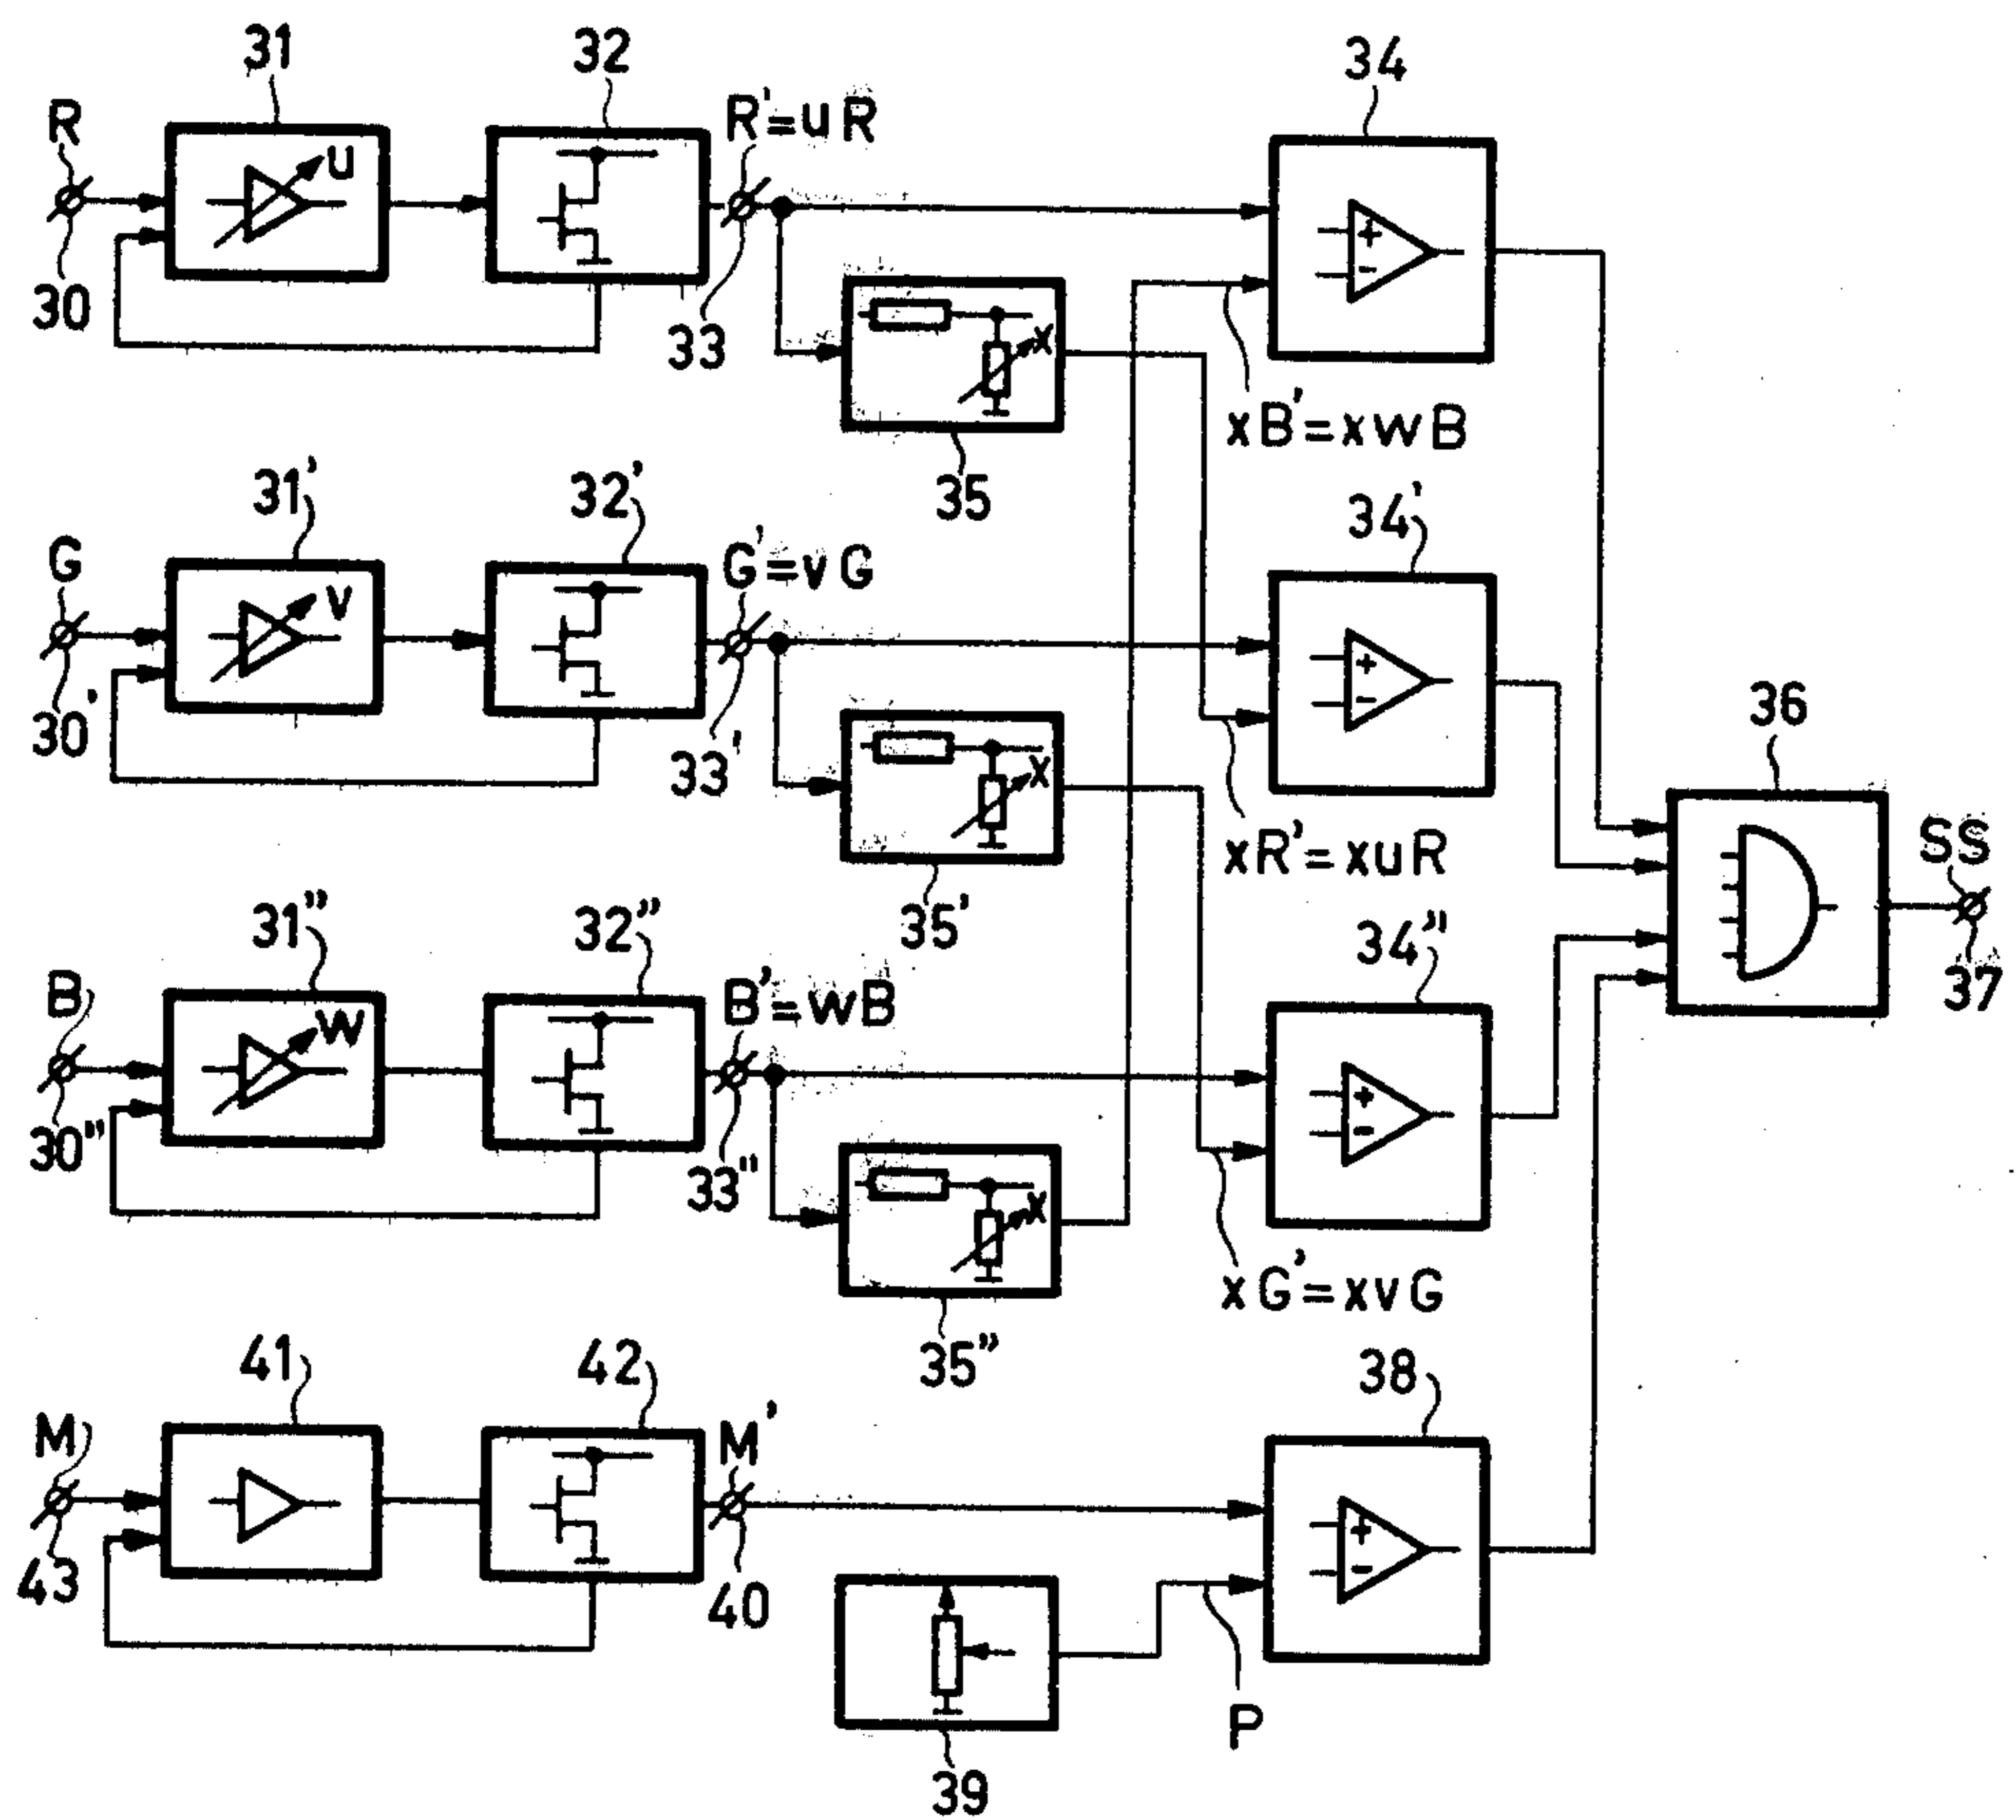 31
32
34
R
u
R'=uR
+
-
30
33
x
xB'=xwB
35
31'
32'
34'
G
v
G'=vG
+
-
36
30'
33'
x
xR'=xuR
SS
35'
31"
32"
34"
37
B
w
B'=wB
+
-
30"
33"
x
xG'=xvG
35"
41
42
38
M
M'
+
-
43
40
P
39